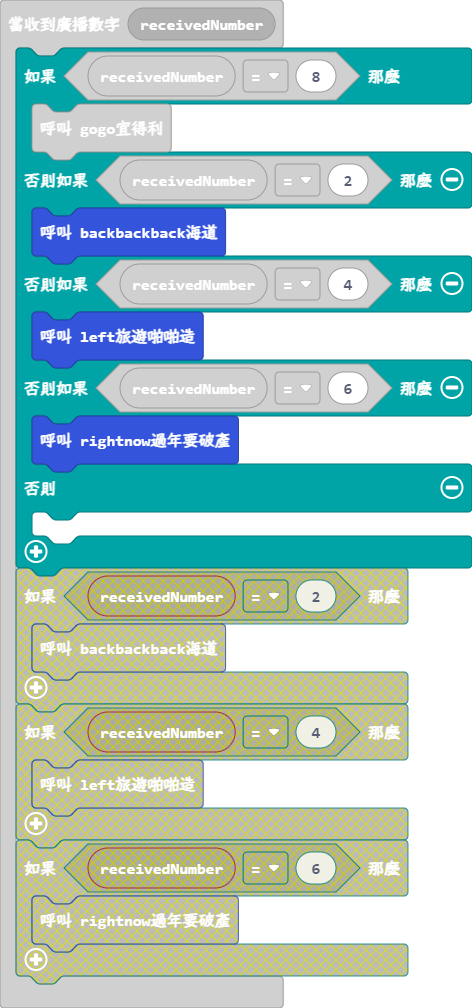 當收到廣播數字 receivedNumber
如果 receivedNumber = 8 那麼
呼叫 gogo宜得利
否則如果 receivedNumber = 2 那麼
呼叫 backbackback海道
否則如果 receivedNumber = 4 那麼
呼叫 left旅遊啪啪造
否則如果 receivedNumber = 6 那麼
呼叫 rightnow過年要破產
否則
如果 receivedNumber = 2 那麼
呼叫 backbackback海道
如果 receivedNumber = 4 那麼
呼叫 left旅遊啪啪造
如果 receivedNumber = 6 那麼
呼叫 rightnow過年要破產